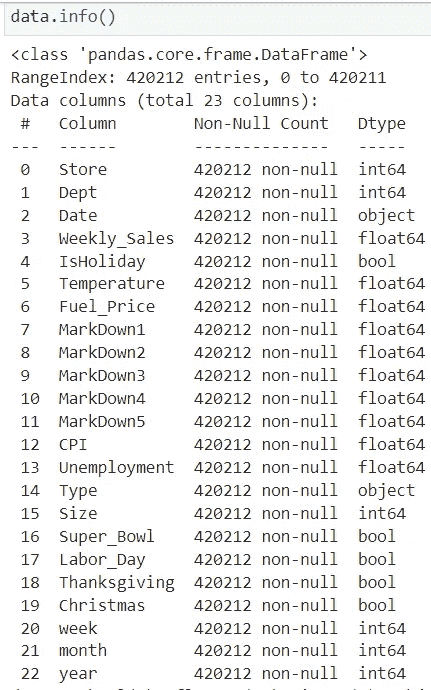 data.info()
<class 'pandas.core.frame.DataFrame'>
RangeIndex: 420212 entries, 0 to 420211
Data columns (total 23 columns):
 #   Column        Non-Null Count   Dtype
---  ------        --------------   -----
 0   Store         420212 non-null  int64
 1   Dept          420212 non-null  int64
 2   Date          420212 non-null  object
 3   Weekly_Sales  420212 non-null  float64
 4   IsHoliday     420212 non-null  bool
 5   Temperature   420212 non-null  float64
 6   Fuel_Price    420212 non-null  float64
 7   MarkDown1     420212 non-null  float64
 8   MarkDown2     420212 non-null  float64
 9   MarkDown3     420212 non-null  float64
 10  MarkDown4     420212 non-null  float64
 11  MarkDown5     420212 non-null  float64
 12  CPI           420212 non-null  float64
 13  Unemployment  420212 non-null  float64
 14  Type          420212 non-null  object
 15  Size          420212 non-null  int64
 16  Super_Bowl    420212 non-null  bool
 17  Labor_Day     420212 non-null  bool
 18  Thanksgiving  420212 non-null  bool
 19  Christmas     420212 non-null  bool
 20  week          420212 non-null  int64
 21  month         420212 non-null  int64
 22  year          420212 non-null  int64